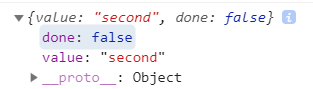 ▼{value: "second", done: false} i
done: false
value: "second"
▶__proto__: Object